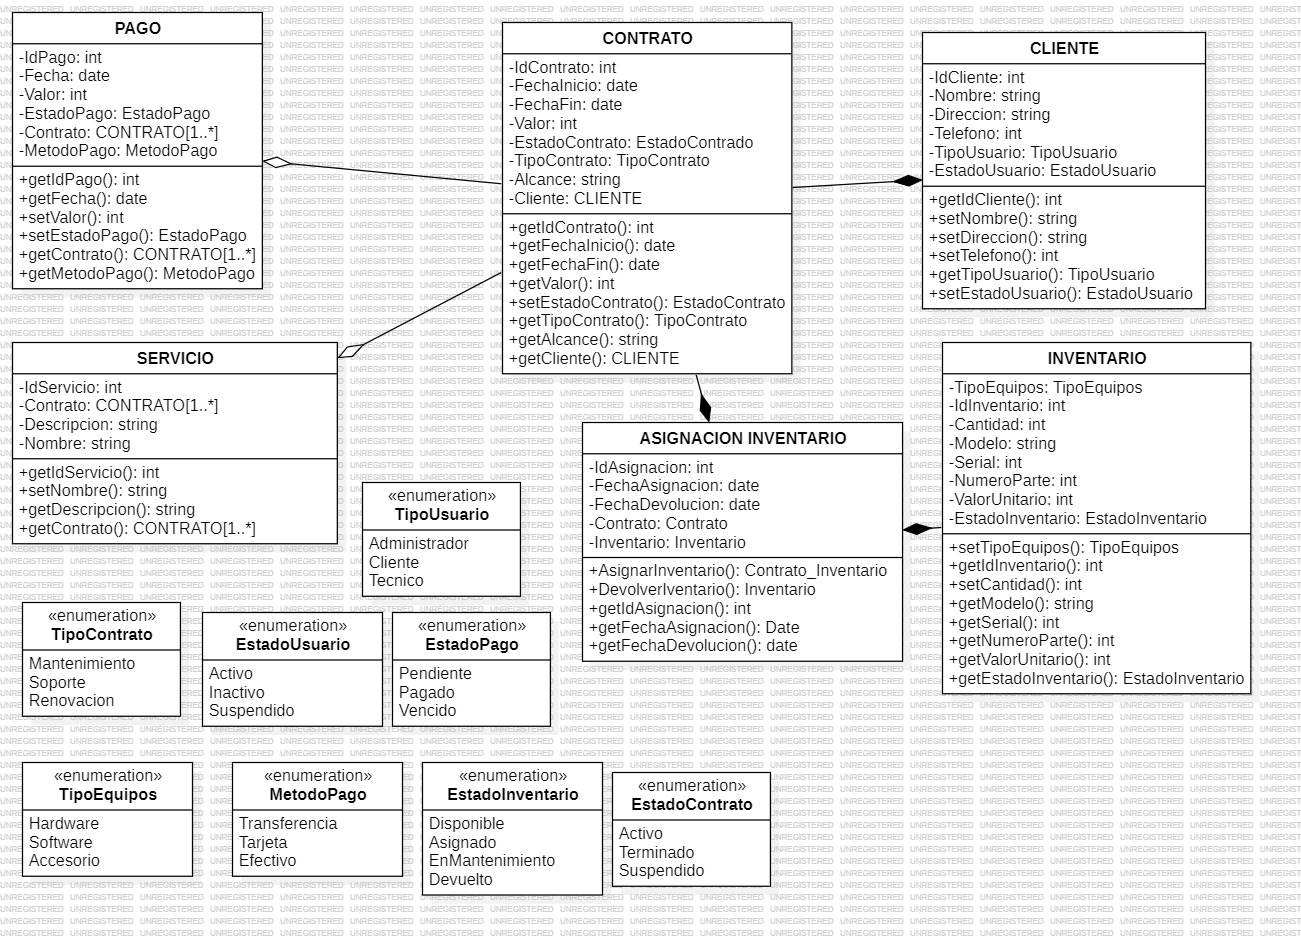 PAGO
-IdPago: int
-Fecha: date
-Valor: int
-EstadoPago: EstadoPago
-Contrato: CONTRATO[1..*]
-MetodoPago: MetodoPago
+getIdPago(): int
+getFecha(): date
+setValor(): int
+setEstadoPago(): EstadoPago
+getContrato(): CONTRATO[1..*]
+getMetodoPago(): MetodoPago
CONTRATO
-IdContrato: int
-FechaInicio: date
-FechaFin: date
-Valor: int
-EstadoContrato: EstadoContrado
-TipoContrato: TipoContrato
-Alcance: string
-Cliente: CLIENTE
+getIdContrato(): int
+getFechaInicio(): date
+getFechaFin(): date
+getValor(): int
+setEstadoContrato(): EstadoContrato
+getTipoContrato(): TipoContrato
+getAlcance(): string
+getCliente(): CLIENTE
CLIENTE
-IdCliente: int
-Nombre: string
-Direccion: string
-Telefono: int
-TipoUsuario: TipoUsuario
-EstadoUsuario: EstadoUsuario
+getIdCliente(): int
+setNombre(): string
+setDireccion(): string
+setTelefono(): int
+getTipoUsuario(): TipoUsuario
+setEstadoUsuario(): EstadoUsuario
SERVICIO
-IdServicio: int
-Contrato: CONTRATO[1..*]
-Descripcion: string
-Nombre: string
+getIdServicio(): int
+setNombre(): string
+getDescripcion(): string
+getContrato(): CONTRATO[1..*]
INVENTARIO
-TipoEquipos: TipoEquipos
-IdInventario: int
-Cantidad: int
-Modelo: string
-Serial: int
-NumeroParte: int
-ValorUnitario: int
-EstadoInventario: EstadoInventario
+setTipoEquipos(): TipoEquipos
+getIdInventario(): int
+setCantidad(): int
+getModelo(): string
+getSerial(): int
+getNumeroParte(): int
+getValorUnitario(): int
+getEstadoInventario(): EstadoInventario
ASIGNACION INVENTARIO
-IdAsignacion: int
-FechaAsignacion: date
-FechaDevolucion: date
-Contrato: Contrato
-Inventario: Inventario
+AsignarInventario(): Contrato_Inventario
+DevolverIventario(): Inventario
+getIdAsignacion(): int
+getFechaAsignacion(): Date
+getFechaDevolucion(): date
«enumeration»
TipoUsuario
Administrador
Cliente
Tecnico
«enumeration»
TipoContrato
Mantenimiento
Soporte
Renovacion
«enumeration»
EstadoUsuario
Activo
Inactivo
Suspendido
«enumeration»
EstadoPago
Pendiente
Pagado
Vencido
«enumeration»
TipoEquipos
Hardware
Software
Accesorio
«enumeration»
MetodoPago
Transferencia
Tarjeta
Efectivo
«enumeration»
EstadoInventario
Disponible
Asignado
EnMantenimiento
Devuelto
«enumeration»
EstadoContrato
Activo
Terminado
Suspendido
UNREGISTERED